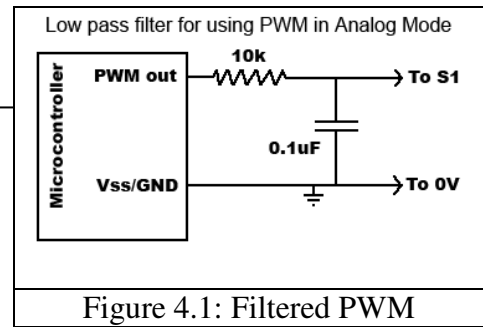 Low pass filter for using PWM in Analog Mode
Microcontroller
PWM out
10k
To S1
0.1uF
Vss/GND
To 0V
Figure 4.1: Filtered PWM